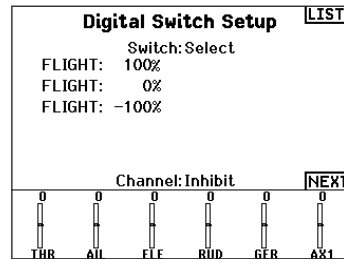 Digital Switch Setup LIST
Switch: Select
FLIGHT: 100%
FLIGHT: 0%
FLIGHT: -100%
Channel: Inhibit NEXT
0 0 0 0 0 0
THR AIL ELE RUD GER AX1